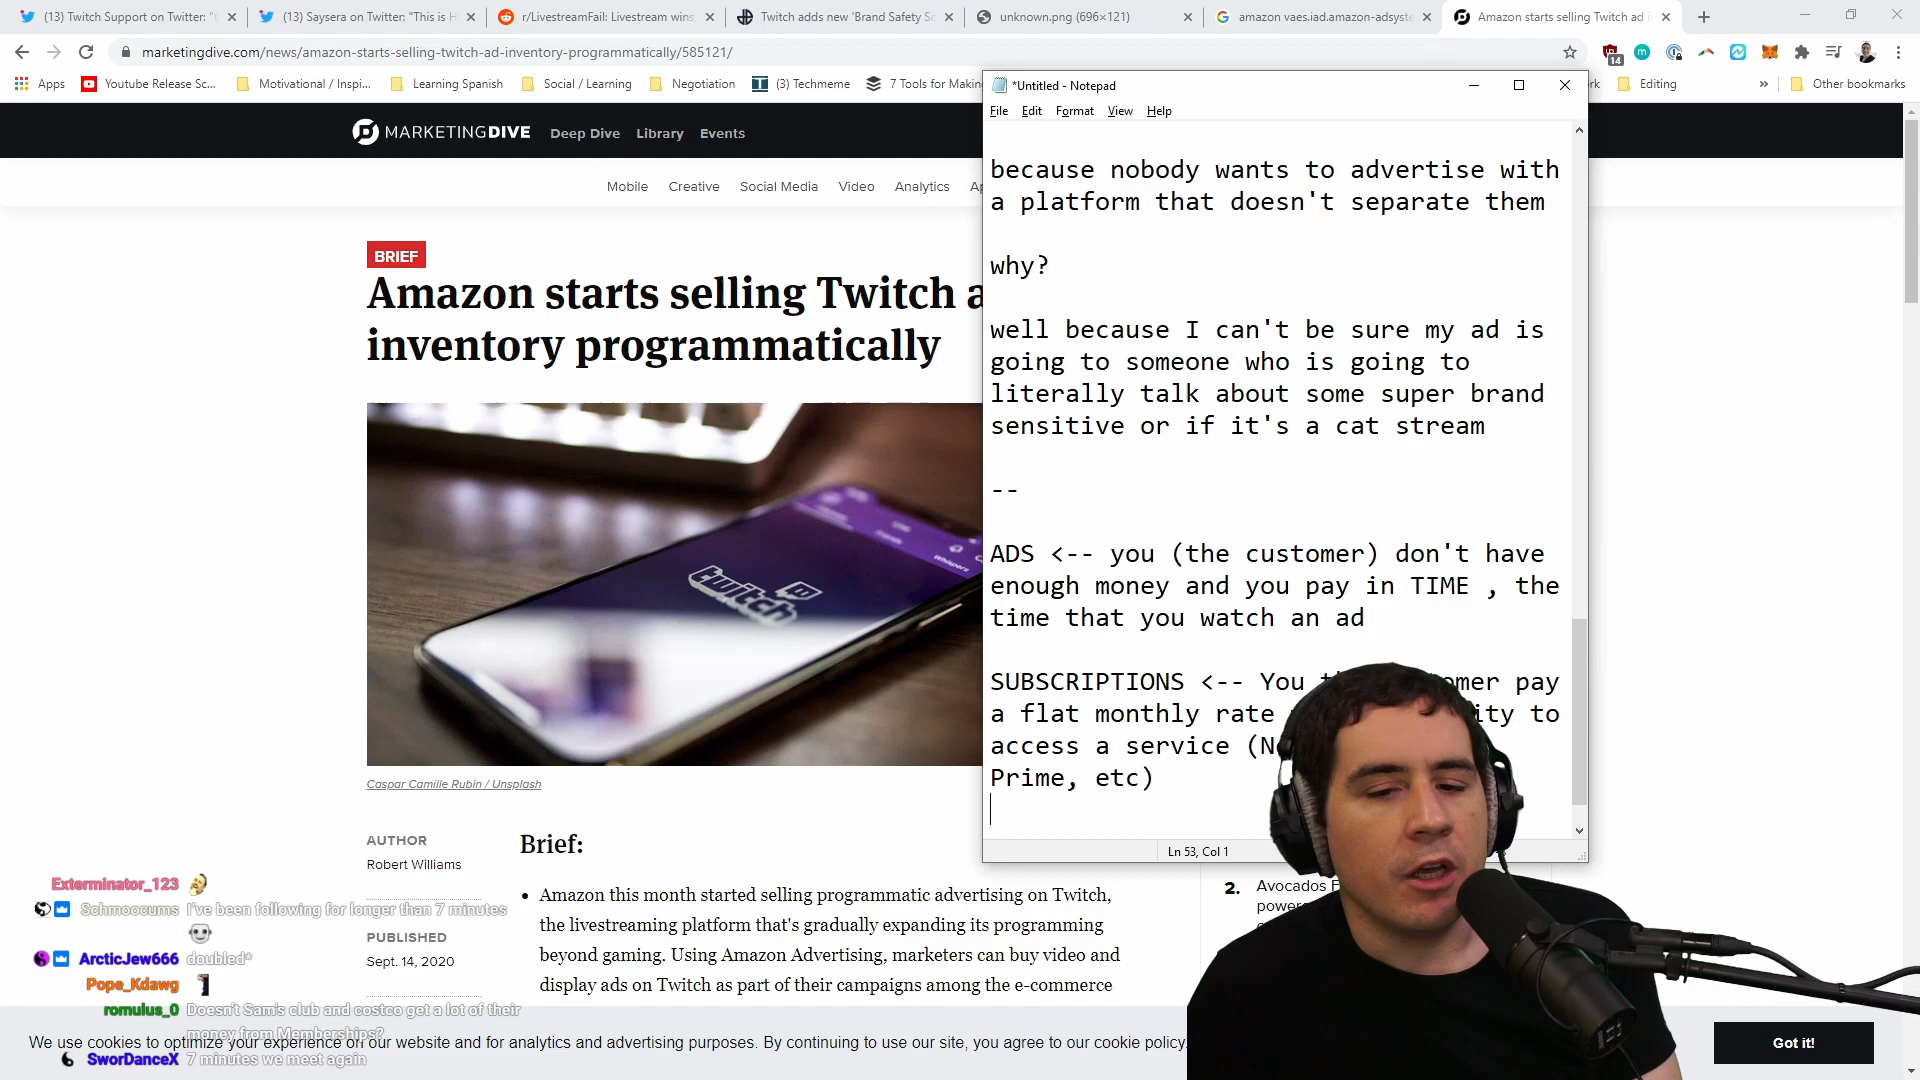 (13) Twitch Support on Twitter: "
(13) Saysera on Twitter: "This is H
r/LivestreamFail: Livestream wins,
Twitch adds new 'Brand Safety Sc
unknown.png (696×121)
amazon vaes.iad.amazon-adsyste
Amazon starts selling Twitch ad i
marketingdive.com/news/amazon-starts-selling-twitch-ad-inventory-programmatically/585121/
14
Apps
Youtube Release Sc...
Motivational / Inspi...
Learning Spanish
Social / Learning
Negotiation
(3) Techmeme
7 Tools for Makin
Editing
»
Other bookmarks
MARKETINGDIVE
Deep Dive
Library
Events
Mobile
Creative
Social Media
Video
Analytics
BRIEF
Amazon starts selling Twitch a
inventory programmatically
Caspar Camille Rubin / Unsplash
AUTHOR
Robert Williams
PUBLISHED
Sept. 14, 2020
Brief:
• Amazon this month started selling programmatic advertising on Twitch,
the livestreaming platform that's gradually expanding its programming
beyond gaming. Using Amazon Advertising, marketers can buy video and
display ads on Twitch as part of their campaigns among the e-commerce
2.
Avocados F
powere
We use cookies to optimize your experience on our website and for analytics and advertising purposes. By continuing to use our site, you agree to our cookie policy.
Got it!
*Untitled - Notepad
File Edit Format View Help
because nobody wants to advertise with
a platform that doesn't separate them
why?
well because I can't be sure my ad is
going to someone who is going to
literally talk about some super brand
sensitive or if it's a cat stream
--
ADS <-- you (the customer) don't have
enough money and you pay in TIME , the
time that you watch an ad
SUBSCRIPTIONS <-- You pay
a flat monthly rate to
access a service (
Prime, etc)
Ln 53, Col 1
twitch
Exterminator_123
Schmoocums I've been following for longer than 7 minutes
ArcticJew666 doubled*
Pope_Kdawg
romulus_0 Doesn't Sam's club and costco get a lot of their
money from Memberships?
SworDanceX 7 minutes we meet again